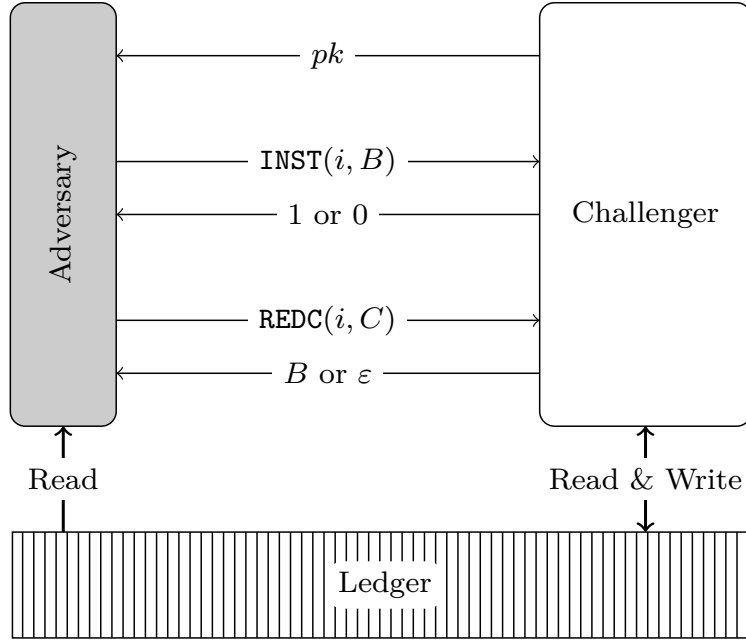 pk
INST(i, B)
1 or 0
Adversary
Challenger
REDC(i, C)
B or ε
Read
Read & Write
Ledger